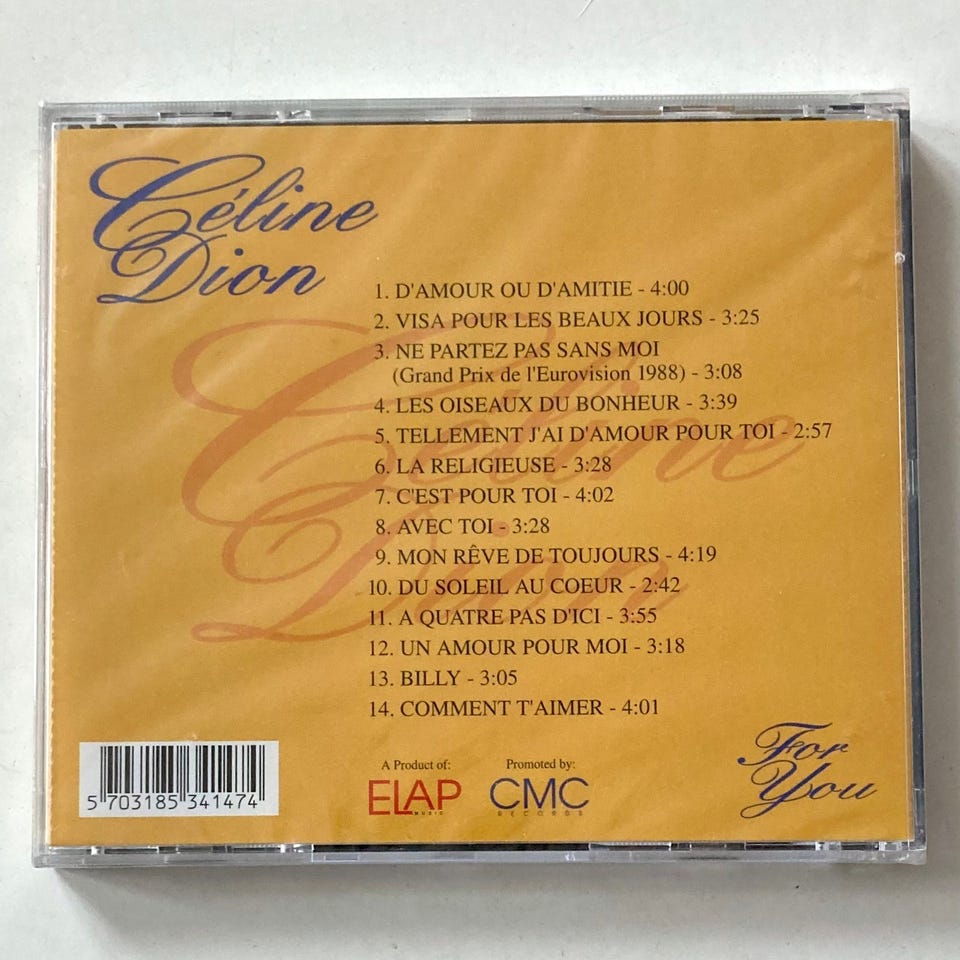 Céline
Dion
1. D'AMOUR OU D'AMITIE - 4:00
2. VISA POUR LES BEAUX JOURS - 3:25
3. NE PARTEZ PAS SANS MOI
(Grand Prix de l'Eurovision 1988) - 3:08
4. LES OISEAUX DU BONHEUR - 3:39
5. TELLEMENT J'AI D'AMOUR POUR TOI - 2:57
6. LA RELIGIEUSE - 3:28
7. C'EST POUR TOI - 4:02
8. AVEC TOI - 3:28
9. MON RÊVE DE TOUJOURS - 4:19
10. DU SOLEIL AU COEUR - 2:42
11. A QUATRE PAS D'ICI - 3:55
12. UN AMOUR POUR MOI - 3:18
13. BILLY - 3:05
14. COMMENT T'AIMER - 4:01
Céline
Dion
5 703185 341474
A Product of:
ELAP
MUSIC
Promoted by:
CMC
RECORDS
For
You